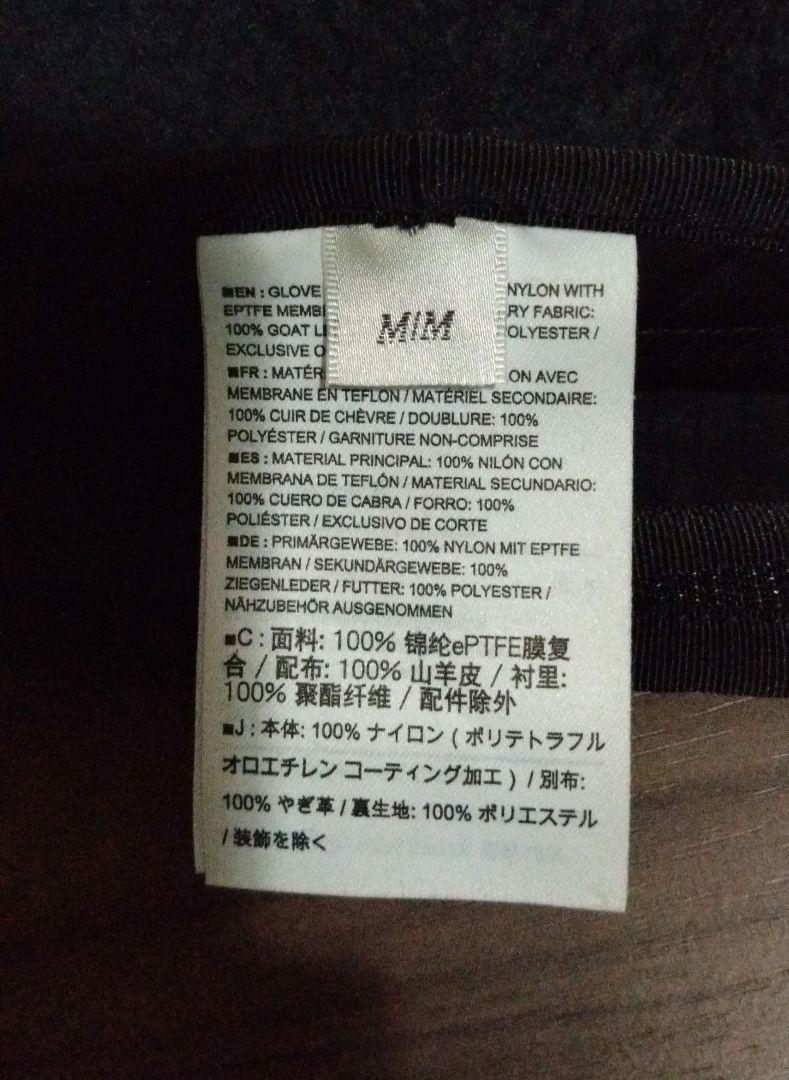 M/M
■EN : GLOVE NYLON WITH
EPTFE RY FABRIC:
100% GOAT OLYESTER /
EXCLUSIVE
■FR : MATÉR ON AVEC
MEMBRANE EN TEFLON / MATÉRIEL SECONDAIRE:
100% CUIR DE CHÈVRE / DOUBLURE: 100%
POLYÉSTER / GARNITURE NON-COMPRISE
■ES : MATERIAL PRINCIPAL: 100% NILÓN CON
MEMBRANA DE TEFLÓN / MATERIAL SECUNDARIO:
100% CUERO DE CABRA / FORRO: 100%
POLIÉSTER / EXCLUSIVO DE CORTE
■DE : PRIMÄRGEWEBE: 100% NYLON MIT EPTFE
MEMBRAN / SEKUNDÄRGEWEBE: 100%
ZIEGENLEDER / FUTTER: 100% POLYESTER /
NÄHZUBEHÖR AUSGENOMMEN
■C : 面料: 100% 锦纶ePTFE膜复
合 / 配布: 100% 山羊皮 / 衬里:
100% 聚酯纤维 / 配件除外
■J : 本体: 100% ナイロン ( ポリテトラフル
オロエチレン コーティング加工 ) / 別布:
100% やぎ革 / 裏生地: 100% ポリエステル
/ 装飾を除く